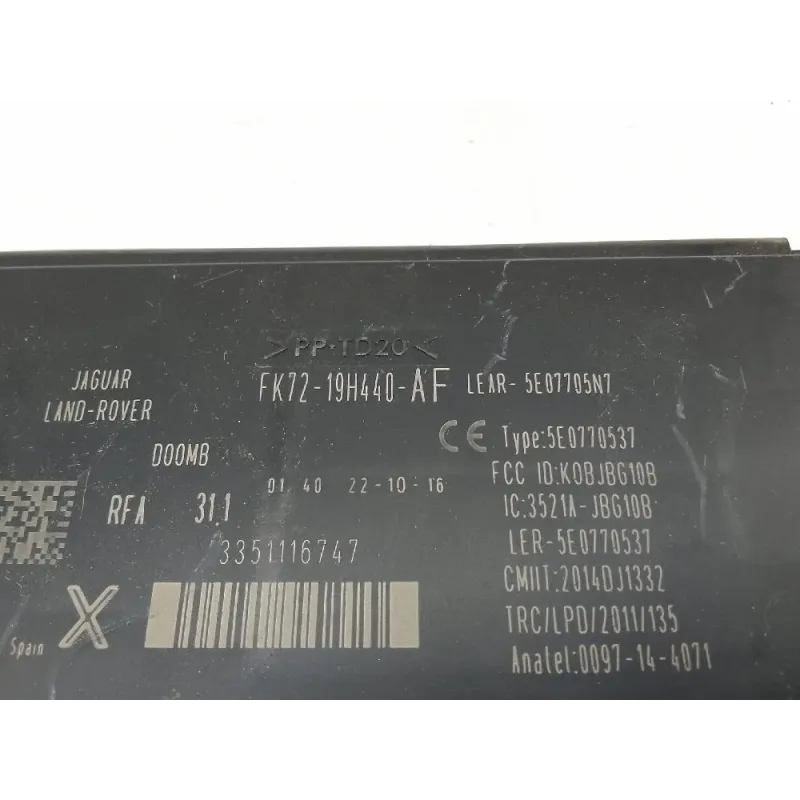 >PP-TD20<
JAGUAR
LAND-ROVER
FK72-19H440-AF LEAR-5E07705N7
CE Type:5E0770537
D00MB
FCC ID:KOBJBG10B
01.40 22-10-16
RFA 31.1
IC:3521A-JBG10B
LER-5E0770537
3351116747
CMIIT:2014DJ1332
TRC/LPD/2011/135
Spain X
Anatel:0097-14-4071